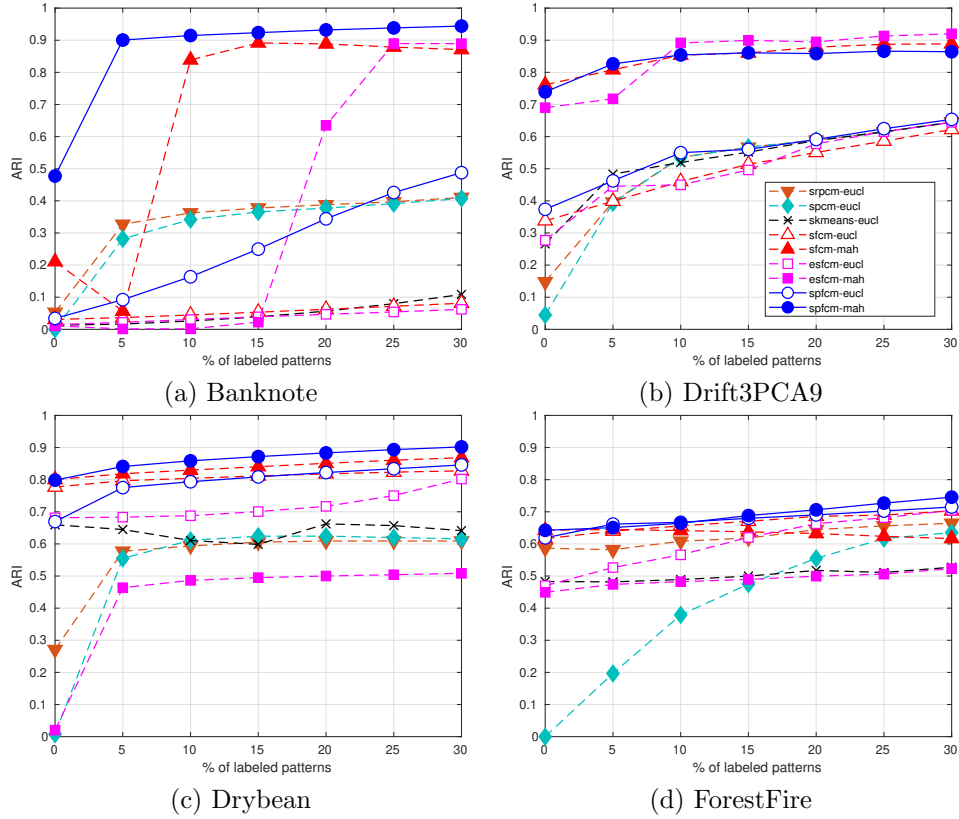 1
0.9
0.8
0.7
0.6
0.5
0.4
0.3
0.2
0.1
0
ARI
0 5 10 15 20 25 30
% of labeled patterns
(a) Banknote
1
0.9
0.8
0.7
0.6
0.5
0.4
0.3
0.2
0.1
0
ARI
srpcm-eucl
spcm-eucl
skmeans-eucl
sfcm-eucl
sfcm-mah
esfcm-eucl
esfcm-mah
spfcm-eucl
spfcm-mah
0 5 10 15 20 25 30
% of labeled patterns
(b) Drift3PCA9
1
0.9
0.8
0.7
0.6
0.5
0.4
0.3
0.2
0.1
0
ARI
0 5 10 15 20 25 30
% of labeled patterns
(c) Drybean
1
0.9
0.8
0.7
0.6
0.5
0.4
0.3
0.2
0.1
0
ARI
0 5 10 15 20 25 30
% of labeled patterns
(d) ForestFire